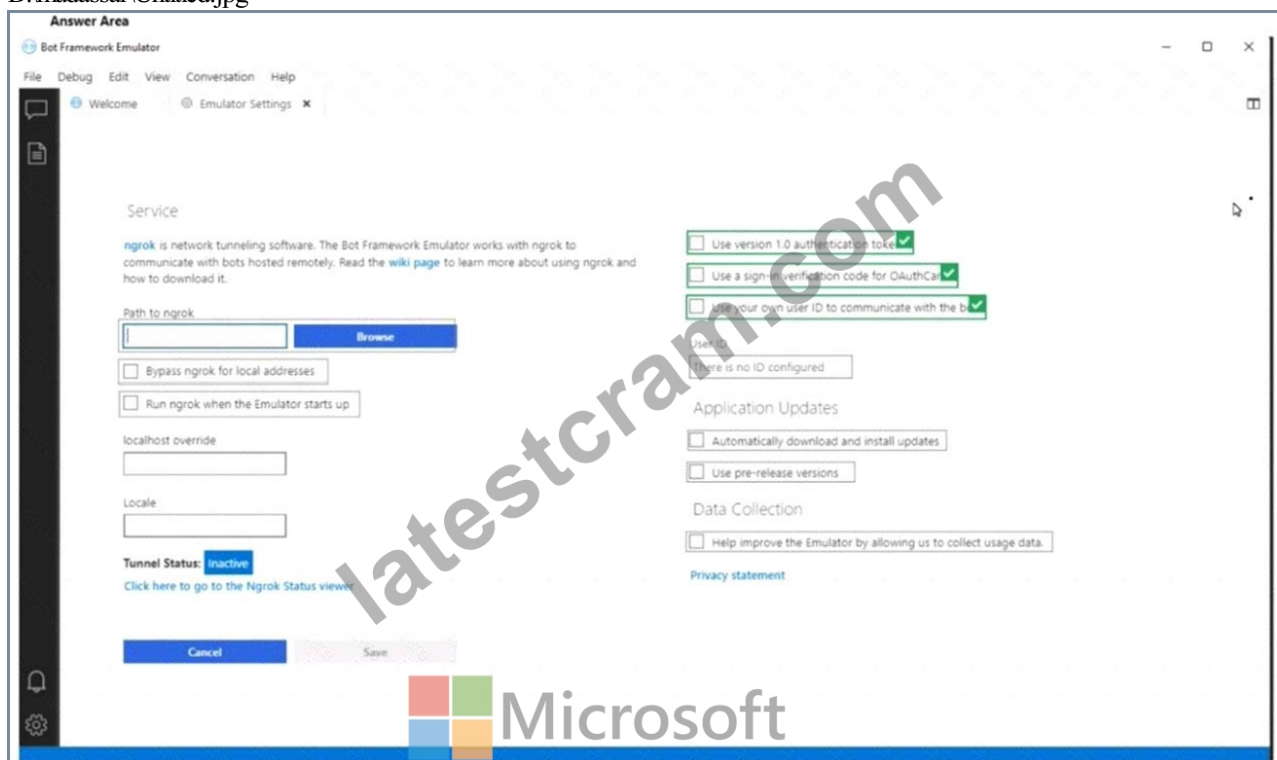 Answer Area
Bot Framework Emulator
File Debug Edit View Conversation Help
Welcome Emulator Settings
Service
ngrok is network tunneling software. The Bot Framework Emulator works with ngrok to
communicate with bots hosted remotely. Read the wiki page to learn more about using ngrok and
how to download it.
Path to ngrok
Browse
Bypass ngrok for local addresses
Run ngrok when the Emulator starts up
localhost override
Locale
Tunnel Status: Inactive
Click here to go to the Ngrok Status viewer
Cancel Save
Use version 1.0 authentication toke
Use a sign-in verification code for OAuthCar
Use your own user ID to communicate with the b
User ID
There is no ID configured
Application Updates
Automatically download and install updates
Use pre-release versions
Data Collection
Help improve the Emulator by allowing us to collect usage data.
Privacy statement
latestcram.com
Microsoft